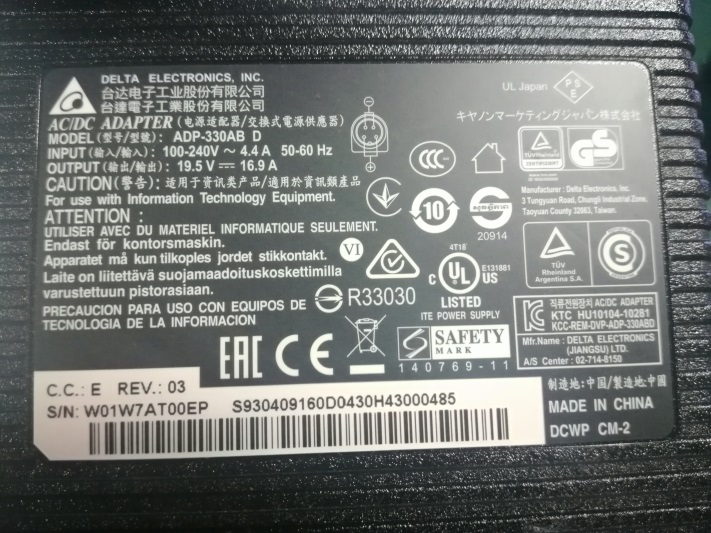 DELTA ELECTRONICS, INC.
台达电子工业股份有限公司
台達電子工業股份有限公司
AC/DC ADAPTER (电源适配器/交換式電源供應器)
MODEL (型号/型號): ADP-330AB D
INPUT (输入/輸入): 100-240V ~ 4.4 A 50-60 Hz
OUTPUT (输出/輸出): 19.5 V ⎓ 16.9 A
CAUTION (警告): 适用于资讯类产品/適用於資訊類產品
For use with Information Technology Equipment.
ATTENTION :
UTILISER AVEC DU MATERIEL INFORMATIQUE SEULEMENT.
Endast för kontorsmaskin.
Apparatet må kun tilkoples jordet stikkontakt.
Laite on liitettävä suojamaadoituskoskettimilla
varustettuun pistorasiaan.
PRECAUCION PARA USO CON EQUIPOS DE
TECNOLOGIA DE LA INFORMACION
UL Japan
PS
E
キヤノンマーケティングジャパン株式会社
CCC
TÜV Rheinland
GS
Manufacturer : Delta Electronics, Inc.
3 Tungyuan Road, Chungli Industrial Zone,
Taoyuan County 32063, Taiwan.
10
20914
VI
R33030
4T18
C UL US
E131881
LISTED
ITE POWER SUPPLY
TÜV
Rheinland
Argentina S.A.
S
직류전원장치 AC/DC ADAPTER
KTC HU10104-10281
KCC-REM-DVP-ADP-330ABD
Mfr.Name : DELTA ELECTRONICS
(JIANGSU) LTD.
A/S Center : 02-714-8150
EAC CE
SAFETY
MARK
140769-11
C.C.: E REV.: 03
S/N: W01W7AT00EP S930409160D0430H43000485
制造地:中国/製造地:中國
MADE IN CHINA
DCWP CM-2